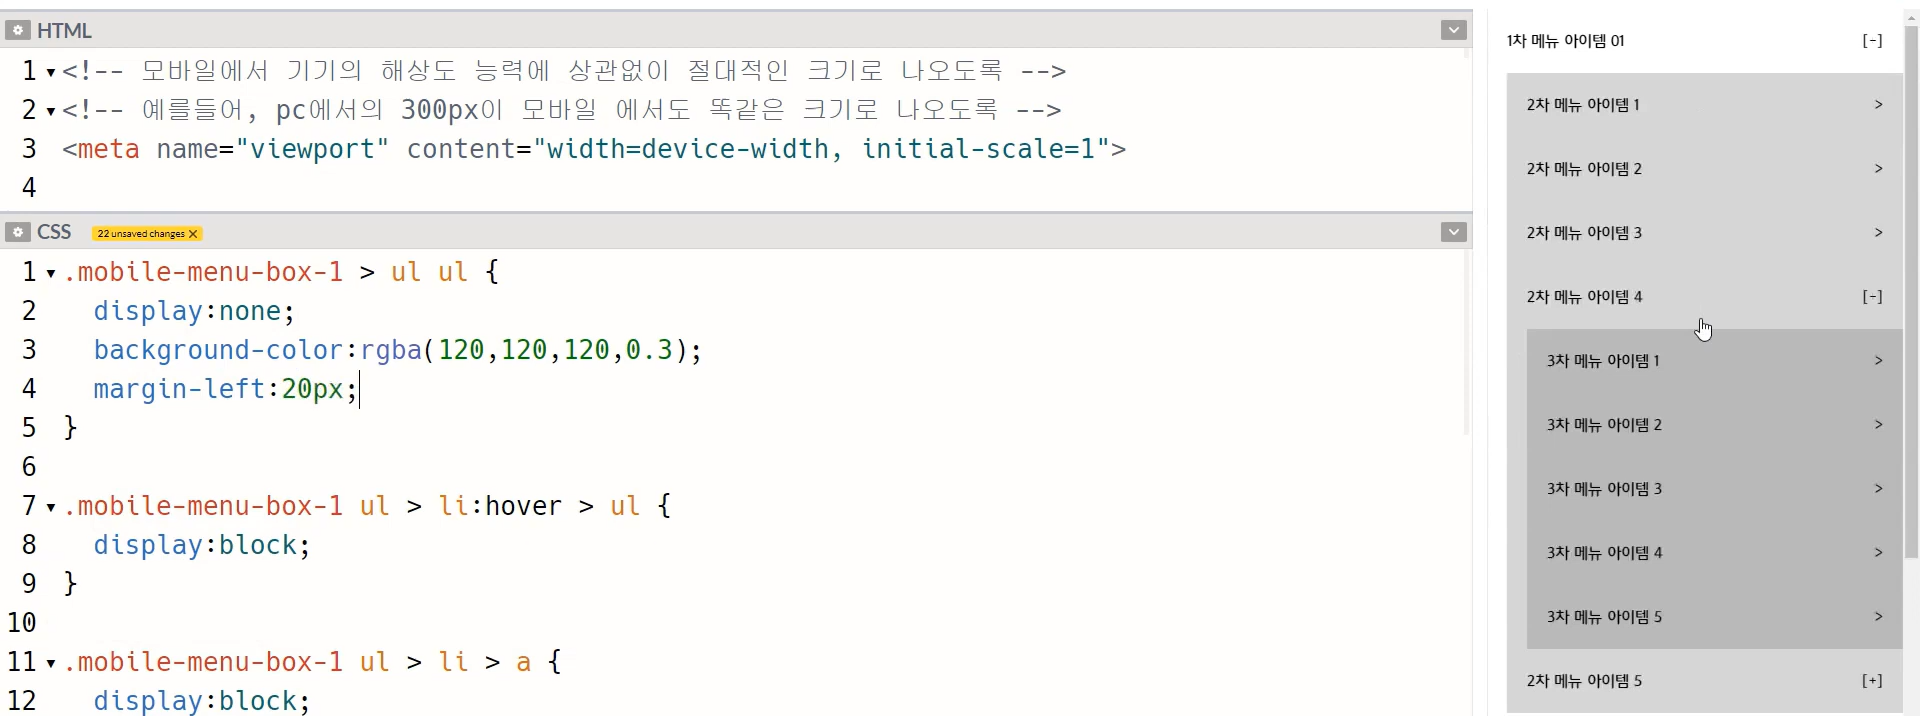 HTML
1 <!-- 모바일에서 기기의 해상도 능력에 상관없이 절대적인 크기로 나오도록 -->
2 <!-- 예를들어, pc에서의 300px이 모바일 에서도 똑같은 크기로 나오도록 -->
3 <meta name="viewport" content="width=device-width, initial-scale=1">
4
CSS 22 unsaved changes X
1 .mobile-menu-box-1 > ul ul {
2 display:none;
3 background-color:rgba(120,120,120,0.3);
4 margin-left:20px;
5 }
6
7 .mobile-menu-box-1 ul > li:hover > ul {
8 display:block;
9 }
10
11 .mobile-menu-box-1 ul > li > a {
12 display:block;
1차 메뉴 아이템 01 [-]
2차 메뉴 아이템 1 >
2차 메뉴 아이템 2 >
2차 메뉴 아이템 3 >
2차 메뉴 아이템 4 [-]
3차 메뉴 아이템 1 >
3차 메뉴 아이템 2 >
3차 메뉴 아이템 3 >
3차 메뉴 아이템 4 >
3차 메뉴 아이템 5 >
2차 메뉴 아이템 5 [+]